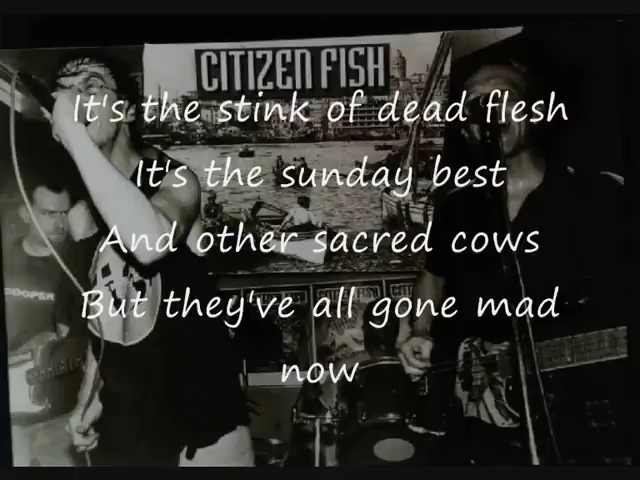 CITIZEN FISH
It's the stink of dead flesh
It's the sunday best
And other sacred cows
But they've all gone mad
now
COOPER